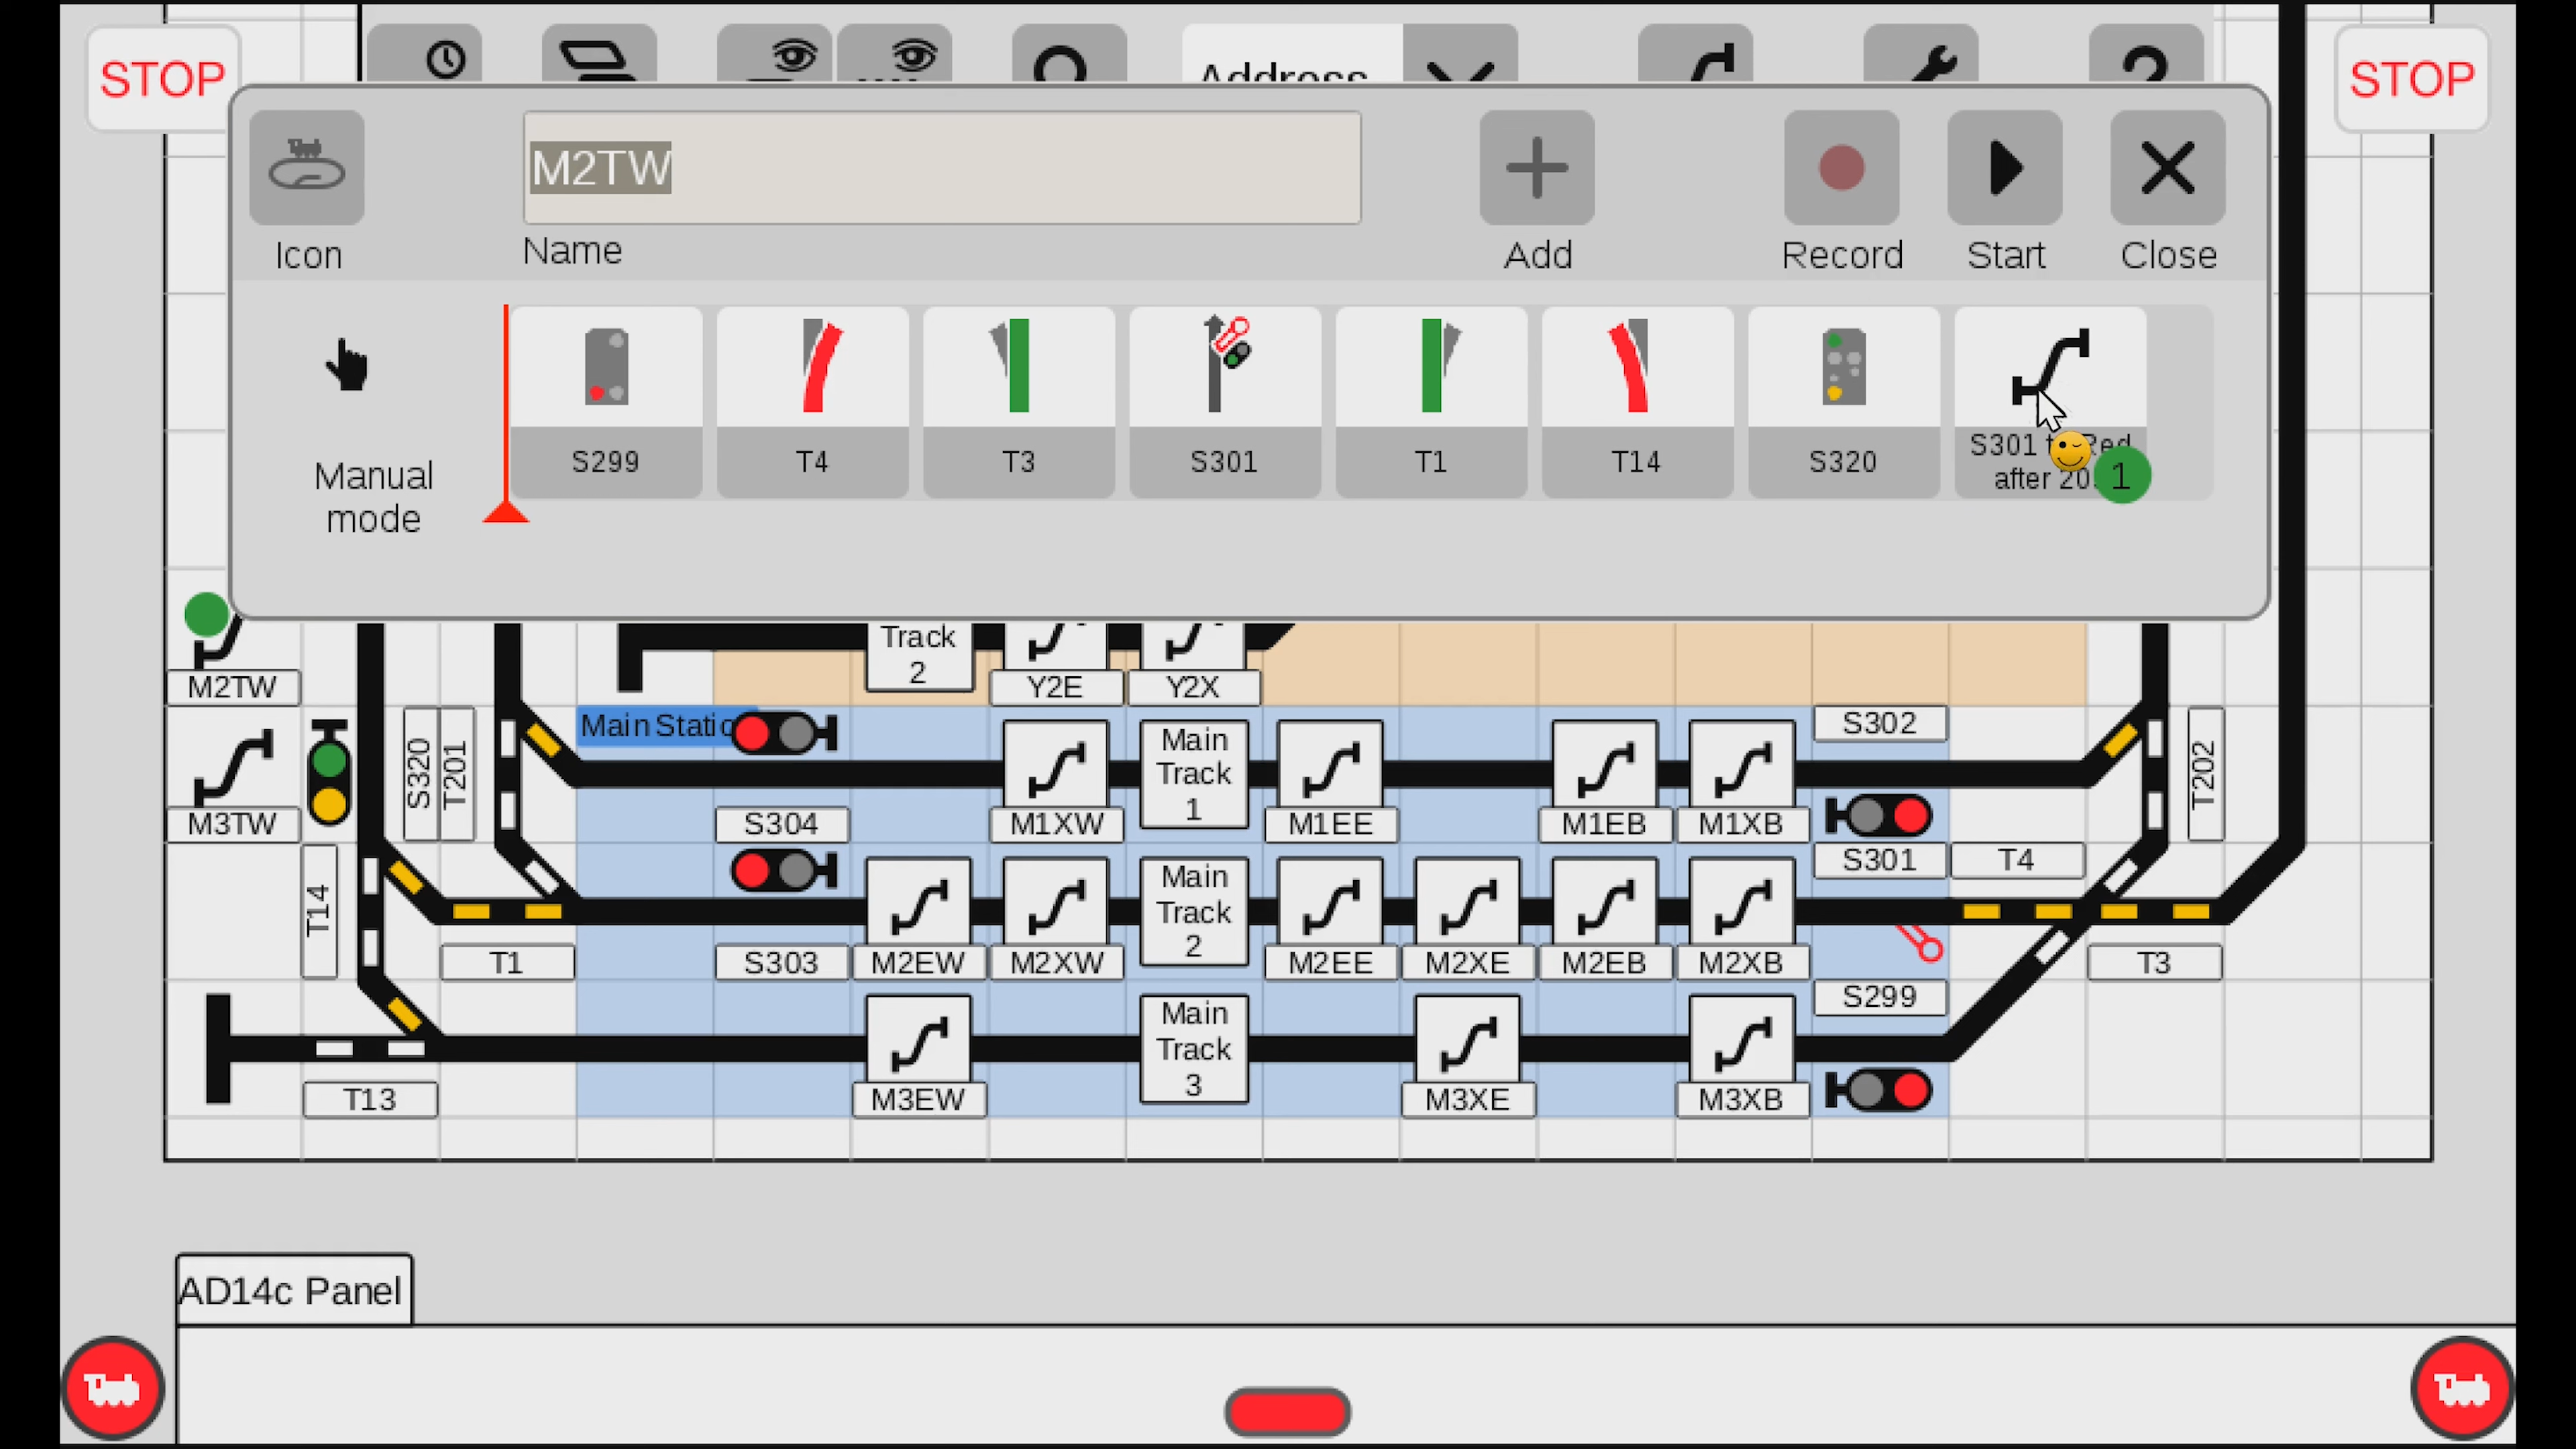 STOP
Address
STOP
M2TW
Icon
Name
Add
Record
Start
Close
Manual
mode
S299
T4
T3
S301
T1
T14
S320
S301 Red
after 20
1
Track
2
M2TW
Y2E
Y2X
Main Statio
S302
M3TW
S320
T201
Main
Track
1
T202
S304
M1XW
M1EE
M1EB
M1XB
S301
T4
T14
Main
Track
2
T1
S303
M2EW
M2XW
M2EE
M2XE
M2EB
M2XB
T3
S299
Main
Track
3
T13
M3EW
M3XE
M3XB
AD14c Panel